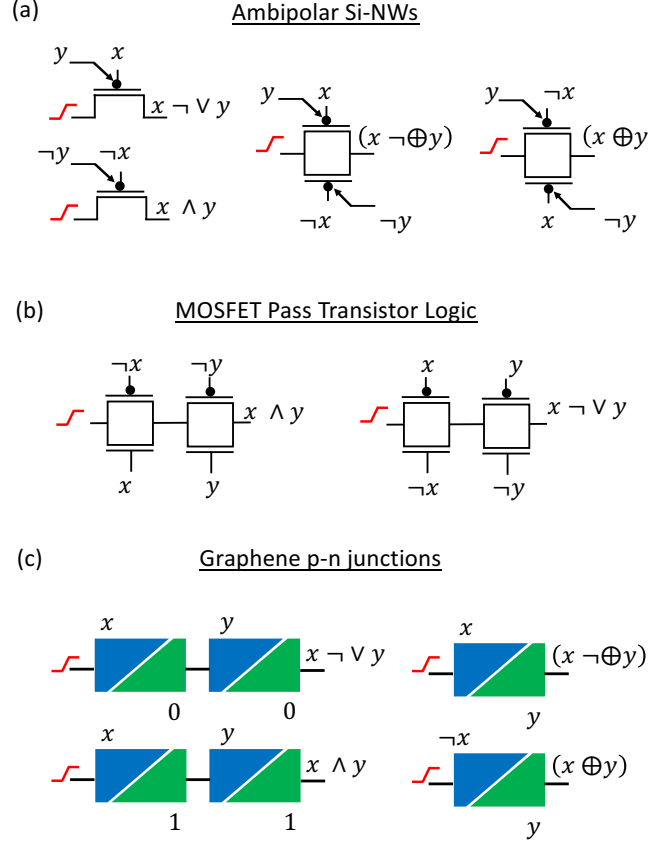 (a)
Ambipolar Si-NWs
y x
x ¬ ∨ y
¬y ¬x
x ∧ y
y x
(x ¬⊕y)
¬x ¬y
y ¬x
(x ⊕y)
x ¬y
(b)
MOSFET Pass Transistor Logic
¬x ¬y
x ∧ y
x y
x y
x ¬ ∨ y
¬x ¬y
(c)
Graphene p-n junctions
x y
x ¬ ∨ y
0 0
x y
x ∧ y
1 1
x
(x ¬⊕y)
y
¬x
(x ⊕y)
y